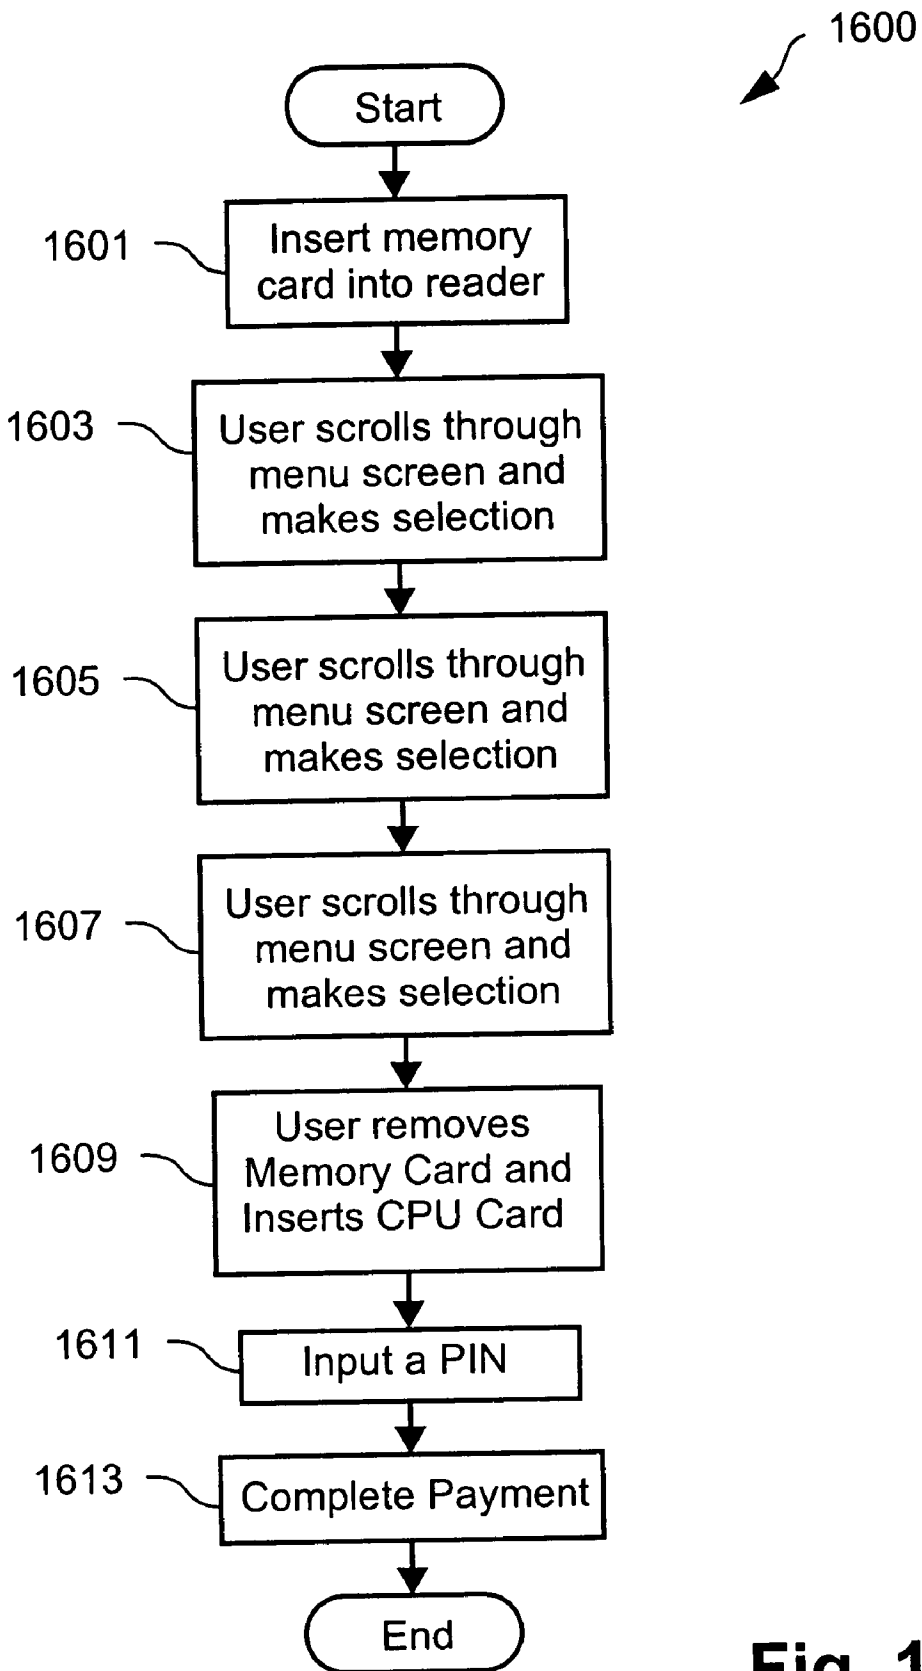 1600
Start
1601
Insert memory
card into reader
1603
User scrolls through
menu screen and
makes selection
1605
User scrolls through
menu screen and
makes selection
1607
User scrolls through
menu screen and
makes selection
1609
User removes
Memory Card and
Inserts CPU Card
1611
Input a PIN
1613
Complete Payment
End
Fig. 1